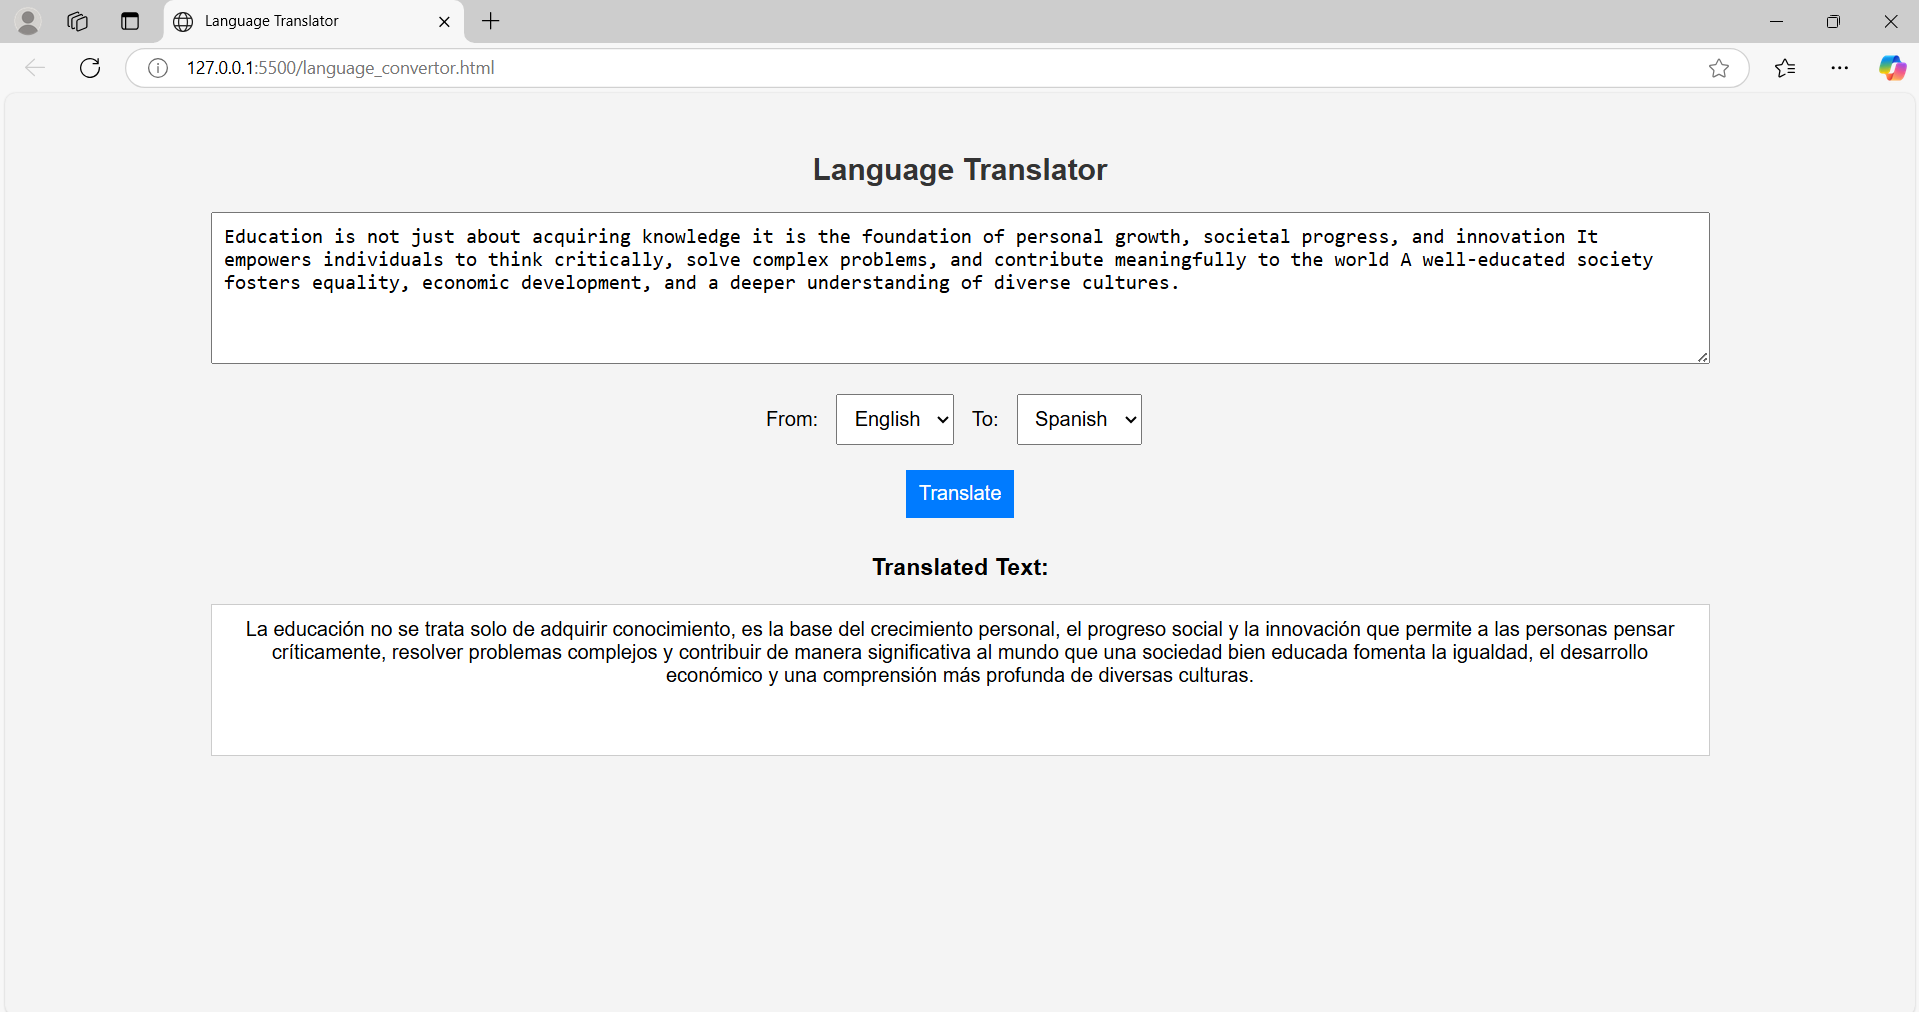 Language Translator
127.0.0.1:5500/language_convertor.html
Language Translator
Education is not just about acquiring knowledge it is the foundation of personal growth, societal progress, and innovation It
empowers individuals to think critically, solve complex problems, and contribute meaningfully to the world A well-educated society
fosters equality, economic development, and a deeper understanding of diverse cultures.
From: English To: Spanish
Translate
Translated Text:
La educación no se trata solo de adquirir conocimiento, es la base del crecimiento personal, el progreso social y la innovación que permite a las personas pensar
críticamente, resolver problemas complejos y contribuir de manera significativa al mundo que una sociedad bien educada fomenta la igualdad, el desarrollo
económico y una comprensión más profunda de diversas culturas.